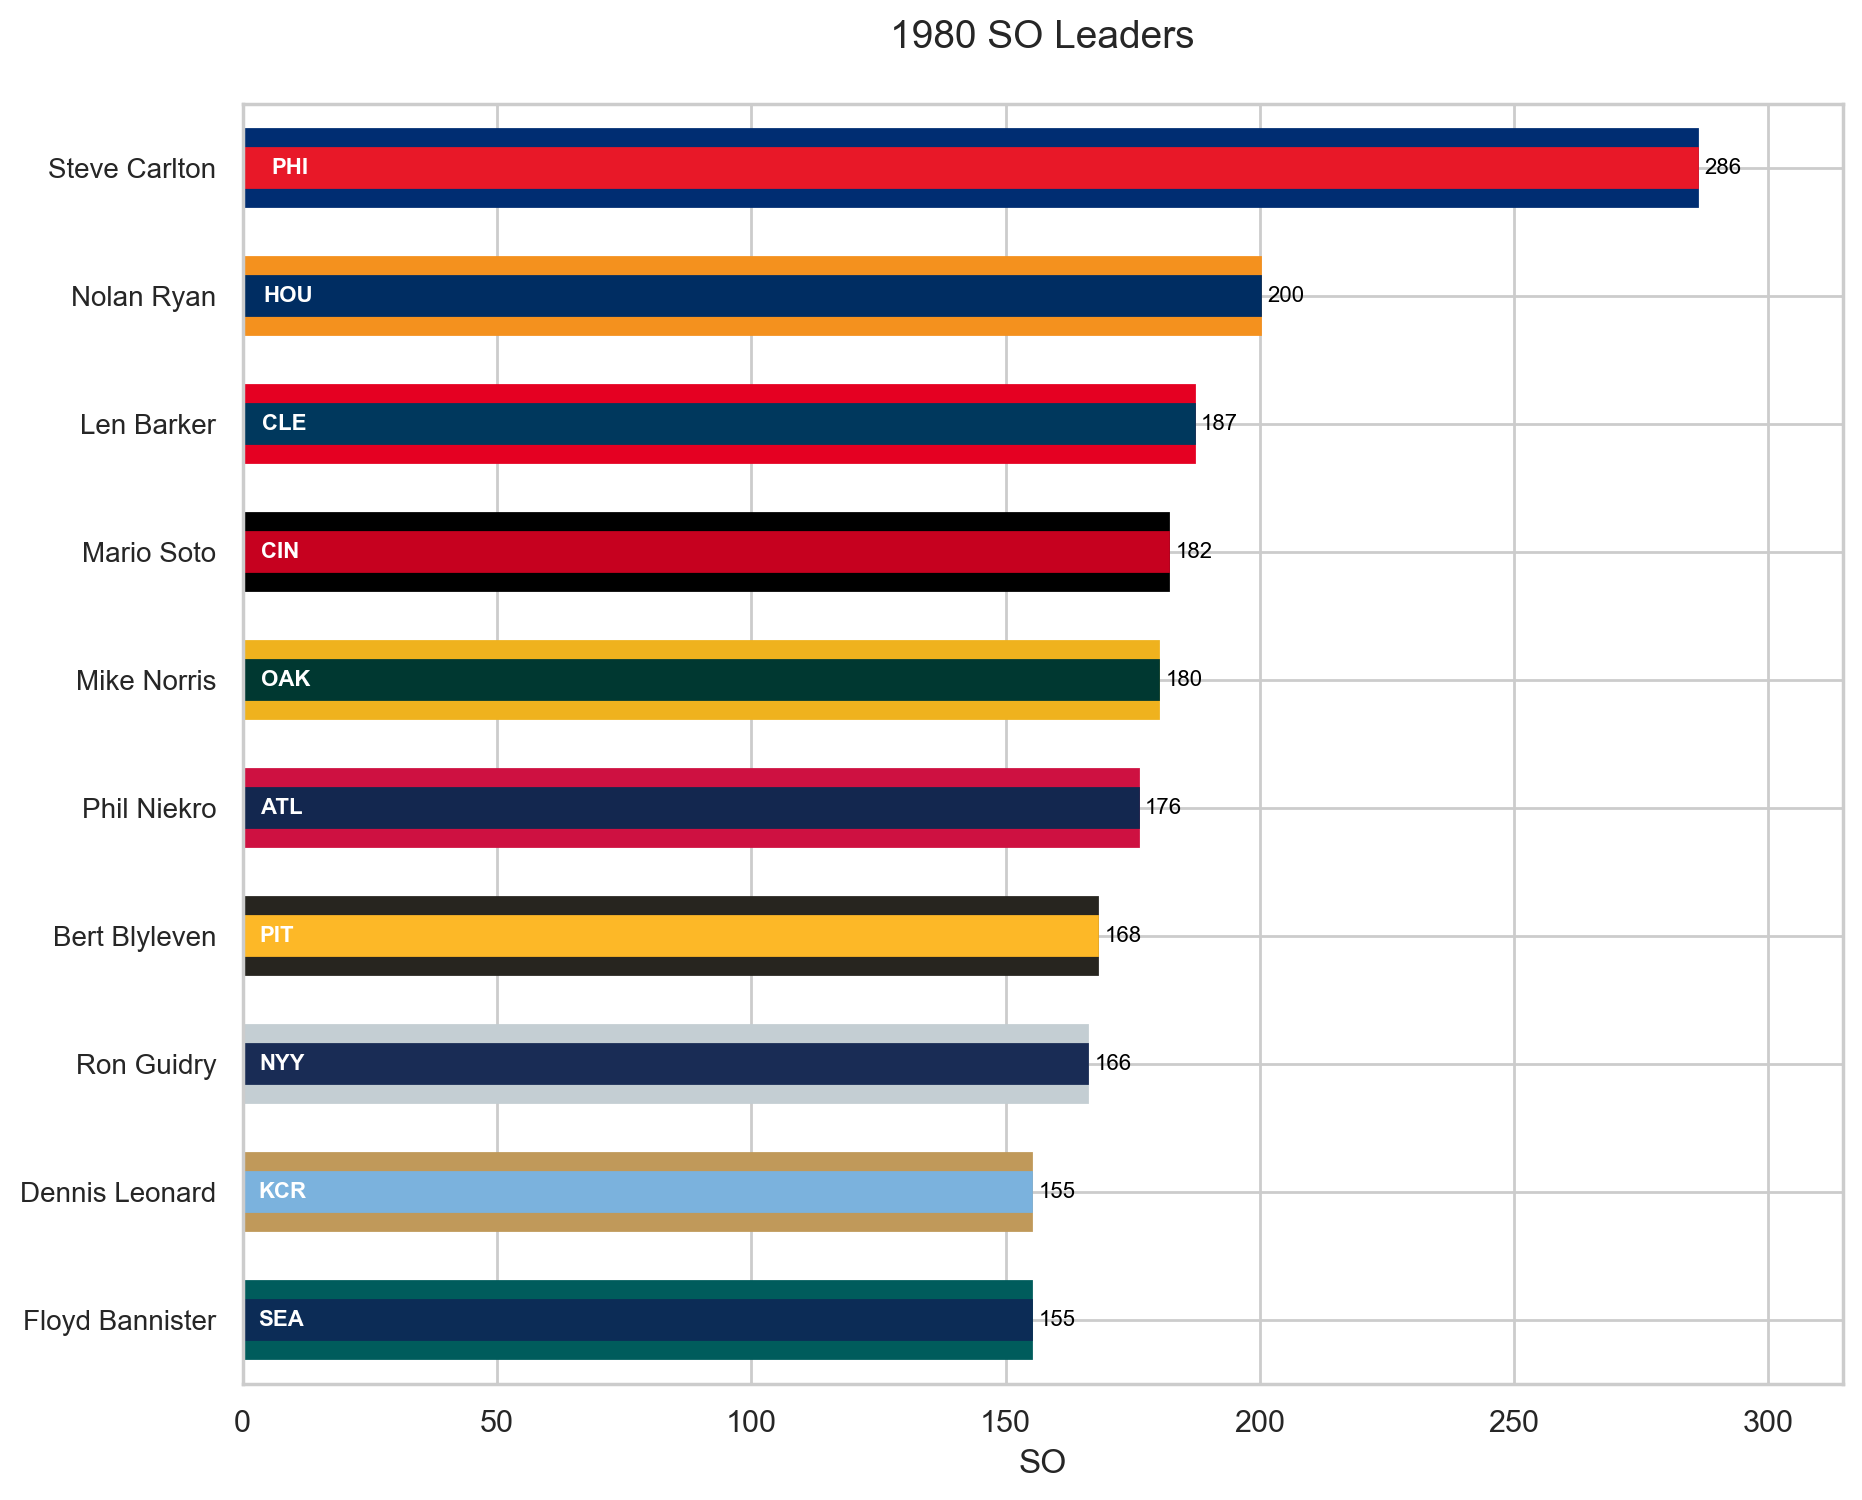 1980 SO Leaders
Steve Carlton PHI 286
Nolan Ryan HOU 200
Len Barker CLE 187
Mario Soto CIN 182
Mike Norris OAK 180
Phil Niekro ATL 176
Bert Blyleven PIT 168
Ron Guidry NYY 166
Dennis Leonard KCR 155
Floyd Bannister SEA 155
0 50 100 150 200 250 300
SO